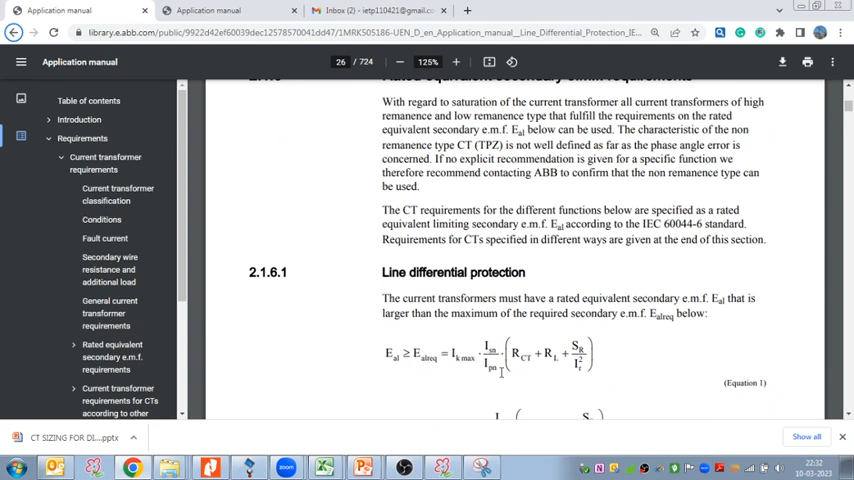 Application manual
Application manual
Inbox (2) - ietp110421@gmail.c
library.e.abb.com/public/9922d42ef60039dec12578570041dd47/1MRK505186-UEN_D_en_Application_manual__Line_Differential_Protection_IE...
Application manual
26 / 724
125%
Table of contents
Introduction
Requirements
Current transformer
requirements
Current transformer
classification
Conditions
Fault current
Secondary wire
resistance and
additional load
General current
transformer
requirements
Rated equivalent
secondary e.m.f.
requirements
Current transformer
requirements for CTs
according to other
With regard to saturation of the current transformer all current transformers of high
remanence and low remanence type that fulfill the requirements on the rated
equivalent secondary e.m.f. Eal below can be used. The characteristic of the non
remanence type CT (TPZ) is not well defined as far as the phase angle error is
concerned. If no explicit recommendation is given for a specific function we
therefore recommend contacting ABB to confirm that the non remanence type can
be used.
The CT requirements for the different functions below are specified as a rated
equivalent limiting secondary e.m.f. Eal according to the IEC 60044-6 standard.
Requirements for CTs specified in different ways are given at the end of this section.
2.1.6.1 Line differential protection
The current transformers must have a rated equivalent secondary e.m.f. Eal that is
larger than the maximum of the required secondary e.m.f. Ealreq below:
Eal ≥ Ealreq = Ik max · Isn / Ipn · (RCT + RL + SR / Ir²)
(Equation 1)
CT SIZING FOR DI....pptx
Show all
22:32
10-03-2023